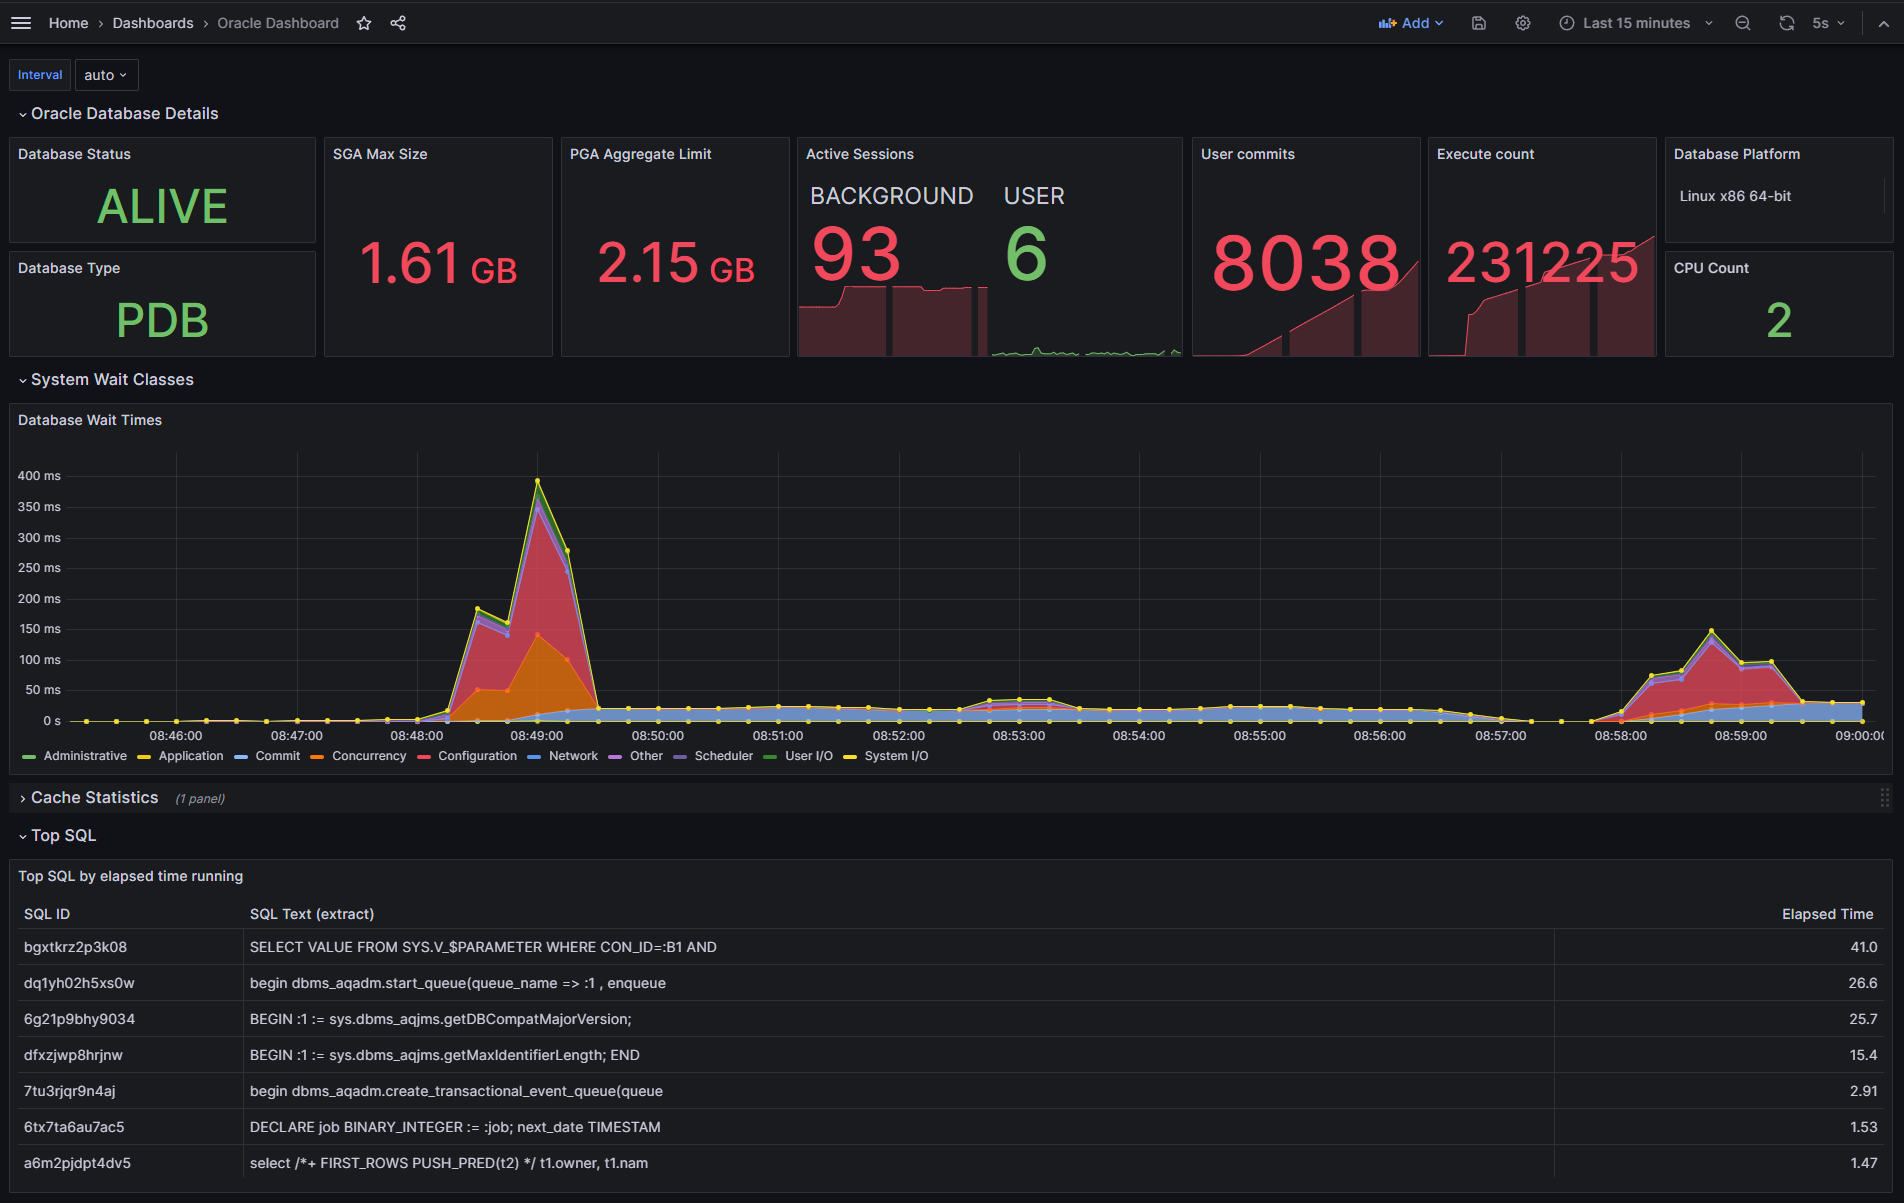 Home › Dashboards › Oracle Dashboard
Add
Last 15 minutes
5s
Interval auto
Oracle Database Details
Database Status
ALIVE
Database Type
PDB
SGA Max Size
1.61 GB
PGA Aggregate Limit
2.15 GB
Active Sessions
BACKGROUND USER
93 6
User commits
8038
Execute count
231225
Database Platform
Linux x86 64-bit
CPU Count
2
System Wait Classes
Database Wait Times
400 ms
350 ms
300 ms
250 ms
200 ms
150 ms
100 ms
50 ms
0 s
08:46:00 08:47:00 08:48:00 08:49:00 08:50:00 08:51:00 08:52:00 08:53:00 08:54:00 08:55:00 08:56:00 08:57:00 08:58:00 08:59:00 09:00:00
Administrative Application Commit Concurrency Configuration Network Other Scheduler User I/O System I/O
Cache Statistics (1 panel)
Top SQL
Top SQL by elapsed time running
SQL ID SQL Text (extract) Elapsed Time
bgxtkrz2p3k08 SELECT VALUE FROM SYS.V_$PARAMETER WHERE CON_ID=:B1 AND 41.0
dq1yh02h5xs0w begin dbms_aqadm.start_queue(queue_name => :1 , enqueue 26.6
6g21p9bhy9034 BEGIN :1 := sys.dbms_aqjms.getDBCompatMajorVersion; 25.7
dfxzjwp8hrjnw BEGIN :1 := sys.dbms_aqjms.getMaxIdentifierLength; END 15.4
7tu3rjqr9n4aj begin dbms_aqadm.create_transactional_event_queue(queue 2.91
6tx7ta6au7ac5 DECLARE job BINARY_INTEGER := :job; next_date TIMESTAM 1.53
a6m2pjdpt4dv5 select /*+ FIRST_ROWS PUSH_PRED(t2) */ t1.owner, t1.nam 1.47